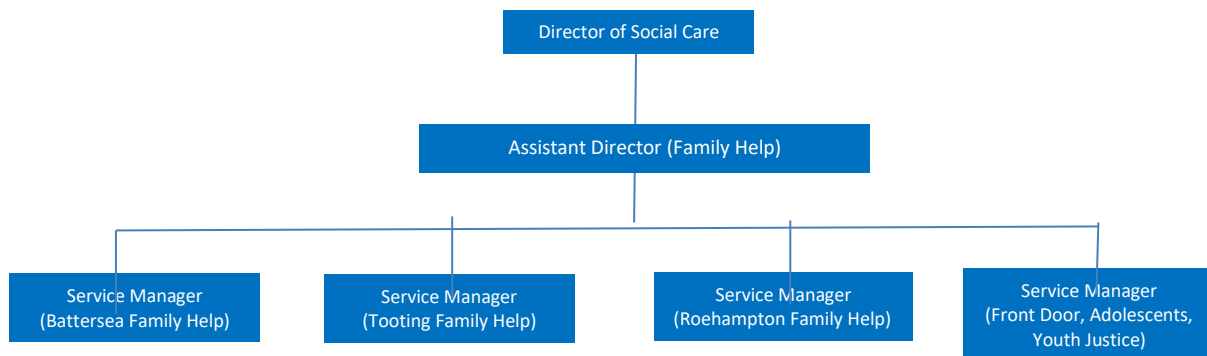 Director of Social Care
Assistant Director (Family Help)
Service Manager
(Battersea Family Help)
Service Manager
(Tooting Family Help)
Service Manager
(Roehampton Family Help)
Service Manager
(Front Door, Adolescents,
Youth Justice)